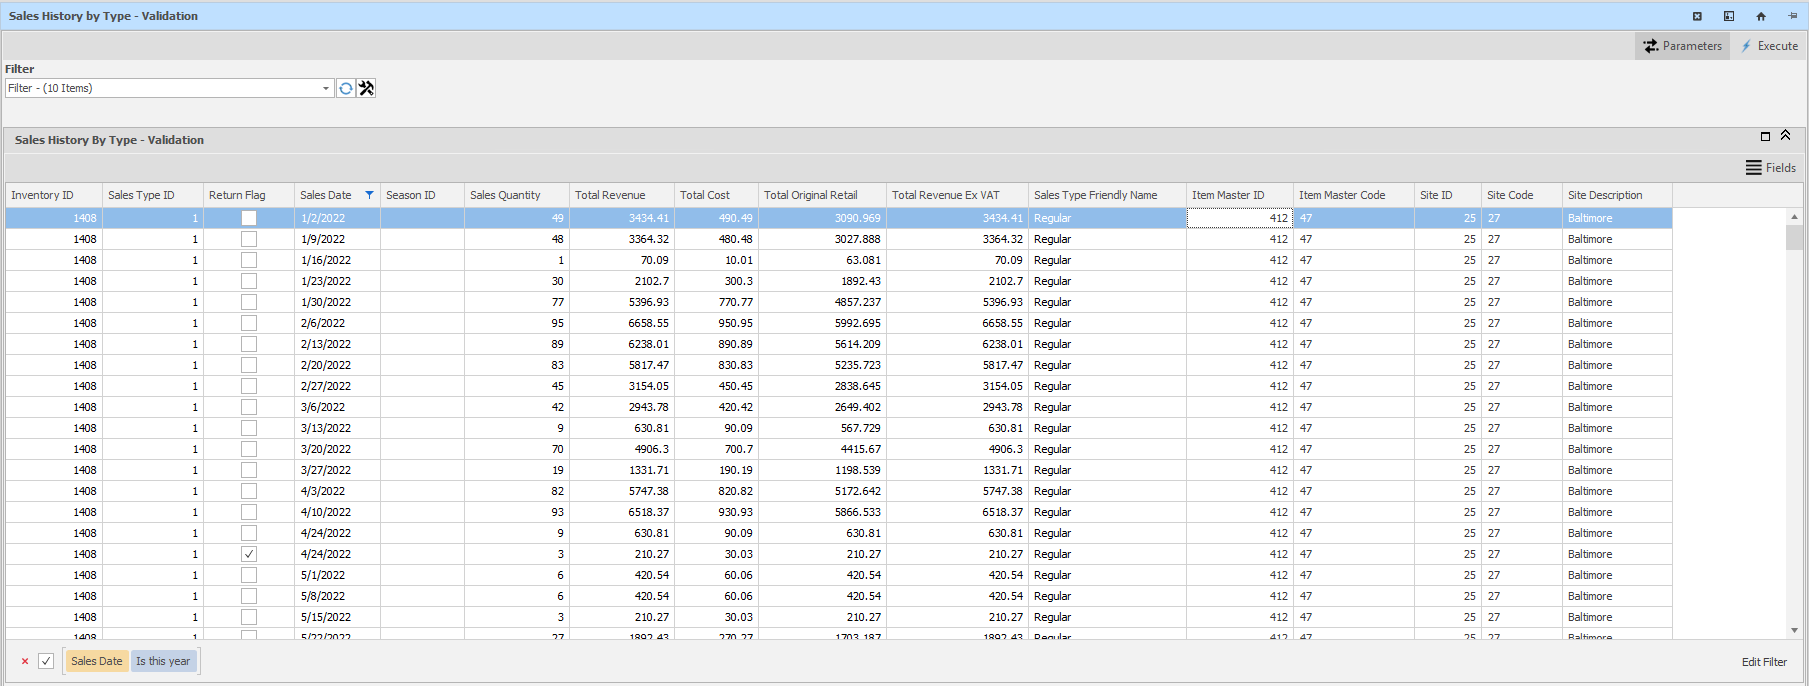 Sales History by Type - Validation
Parameters Execute
Filter
Filter - (10 Items)
Sales History By Type - Validation
Fields
Inventory ID Sales Type ID Return Flag Sales Date Season ID Sales Quantity Total Revenue Total Cost Total Original Retail Total Revenue Ex VAT Sales Type Friendly Name Item Master ID Item Master Code Site ID Site Code Site Description
1408 1 1/2/2022 49 3434.41 490.49 3090.969 3434.41 Regular 412 47 25 27 Baltimore
1408 1 1/9/2022 48 3364.32 480.48 3027.888 3364.32 Regular 412 47 25 27 Baltimore
1408 1 1/16/2022 1 70.09 10.01 63.081 70.09 Regular 412 47 25 27 Baltimore
1408 1 1/23/2022 30 2102.7 300.3 1892.43 2102.7 Regular 412 47 25 27 Baltimore
1408 1 1/30/2022 77 5396.93 770.77 4857.237 5396.93 Regular 412 47 25 27 Baltimore
1408 1 2/6/2022 95 6658.55 950.95 5992.695 6658.55 Regular 412 47 25 27 Baltimore
1408 1 2/13/2022 89 6238.01 890.89 5614.209 6238.01 Regular 412 47 25 27 Baltimore
1408 1 2/20/2022 83 5817.47 830.83 5235.723 5817.47 Regular 412 47 25 27 Baltimore
1408 1 2/27/2022 45 3154.05 450.45 2838.645 3154.05 Regular 412 47 25 27 Baltimore
1408 1 3/6/2022 42 2943.78 420.42 2649.402 2943.78 Regular 412 47 25 27 Baltimore
1408 1 3/13/2022 9 630.81 90.09 567.729 630.81 Regular 412 47 25 27 Baltimore
1408 1 3/20/2022 70 4906.3 700.7 4415.67 4906.3 Regular 412 47 25 27 Baltimore
1408 1 3/27/2022 19 1331.71 190.19 1198.539 1331.71 Regular 412 47 25 27 Baltimore
1408 1 4/3/2022 82 5747.38 820.82 5172.642 5747.38 Regular 412 47 25 27 Baltimore
1408 1 4/10/2022 93 6518.37 930.93 5866.533 6518.37 Regular 412 47 25 27 Baltimore
1408 1 4/24/2022 9 630.81 90.09 630.81 630.81 Regular 412 47 25 27 Baltimore
1408 1 4/24/2022 3 210.27 30.03 210.27 210.27 Regular 412 47 25 27 Baltimore
1408 1 5/1/2022 6 420.54 60.06 420.54 420.54 Regular 412 47 25 27 Baltimore
1408 1 5/8/2022 6 420.54 60.06 420.54 420.54 Regular 412 47 25 27 Baltimore
1408 1 5/15/2022 3 210.27 30.03 210.27 210.27 Regular 412 47 25 27 Baltimore
1408 1 5/22/2022 27 1892.43 270.27 1703.187 1892.43 Regular 412 47 25 27 Baltimore
Sales Date Is this year Edit Filter